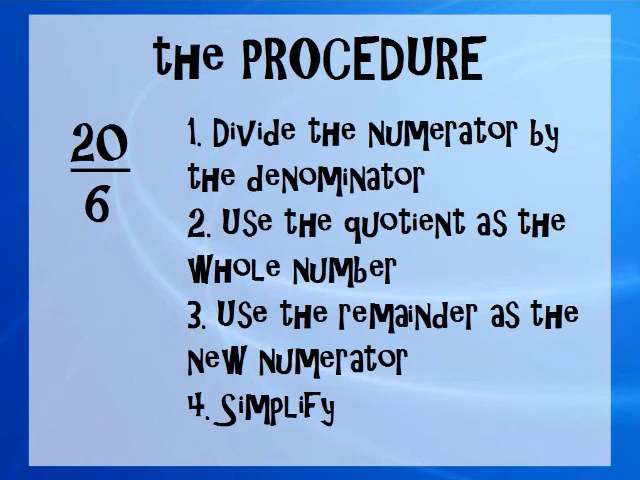 the PROCEDURE
20
6
1. Divide the numerator by
the denominator
2. Use the quotient as the
whole number
3. Use the remainder as the
new numerator
4. Simplify